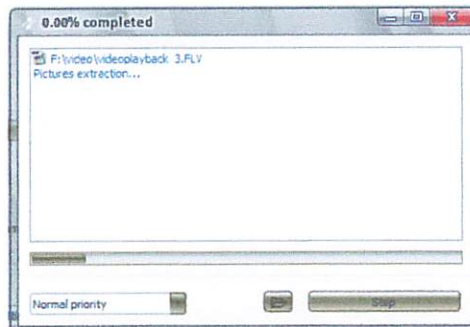 0.00% completed
F:\video\videoplayback 3.FLV
Pictures extraction...
Normal priority
Stop